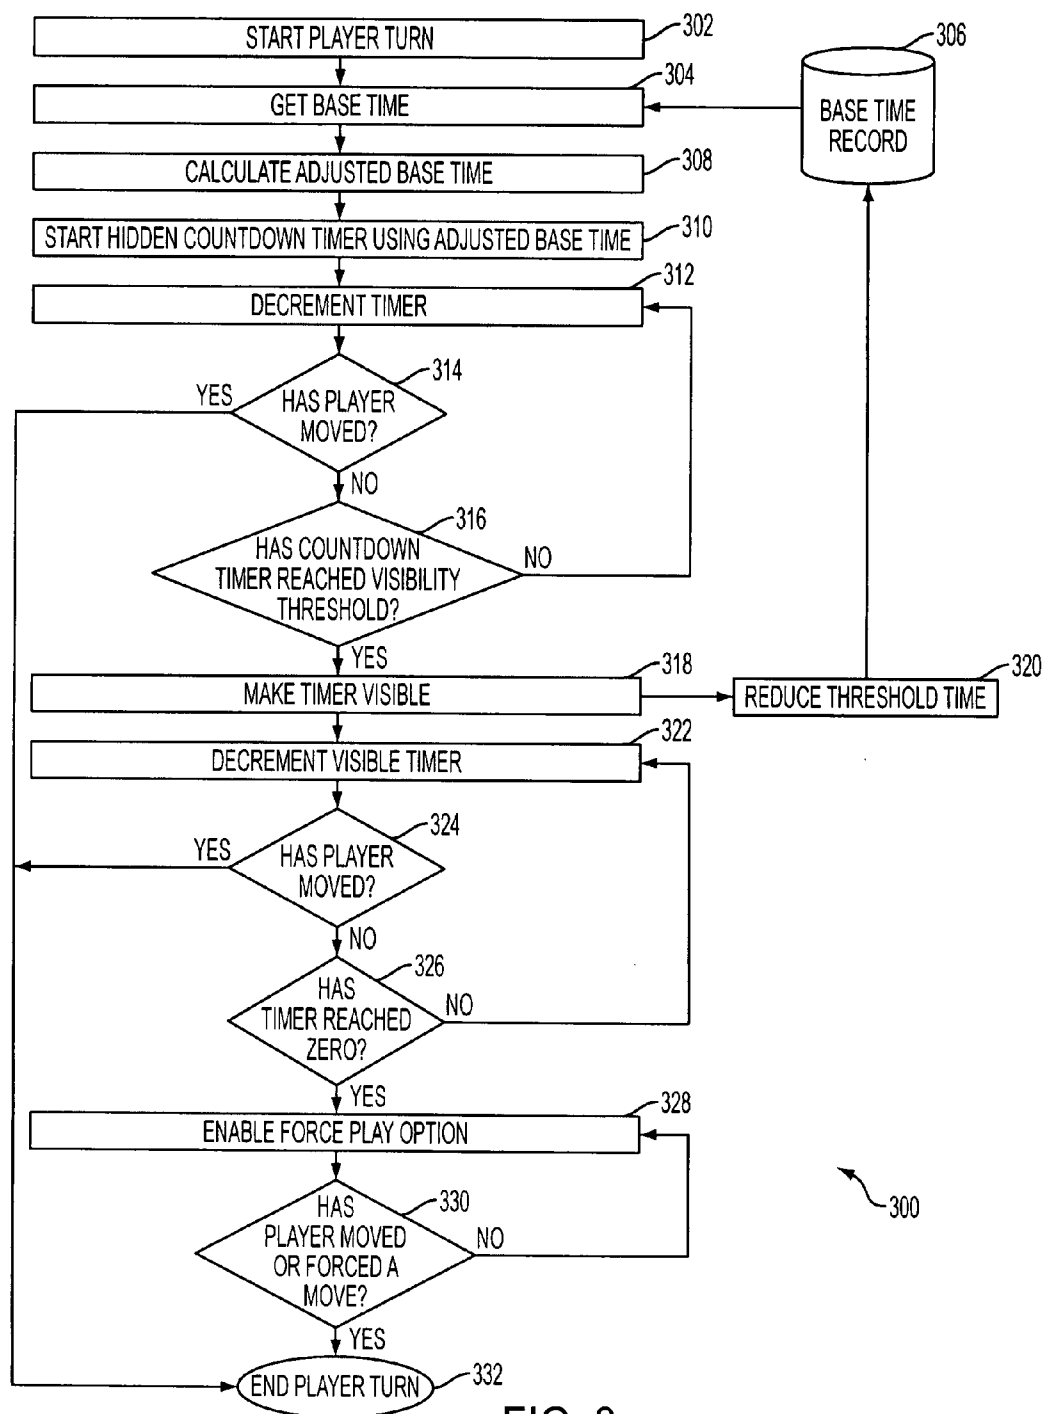 START PLAYER TURN
302
306
304
GET BASE TIME
BASE TIME
RECORD
CALCULATE ADJUSTED BASE TIME
308
START HIDDEN COUNTDOWN TIMER USING ADJUSTED BASE TIME
310
312
DECREMENT TIMER
314
YES
HAS PLAYER
MOVED?
NO
316
HAS COUNTDOWN
TIMER REACHED VISIBILITY
THRESHOLD?
NO
YES
318
MAKE TIMER VISIBLE
320
REDUCE THRESHOLD TIME
322
DECREMENT VISIBLE TIMER
324
YES
HAS PLAYER
MOVED?
NO
326
HAS
TIMER REACHED
ZERO?
NO
YES
328
ENABLE FORCE PLAY OPTION
330
HAS
PLAYER MOVED
OR FORCED A
MOVE?
NO
300
YES
END PLAYER TURN
332
FIG.